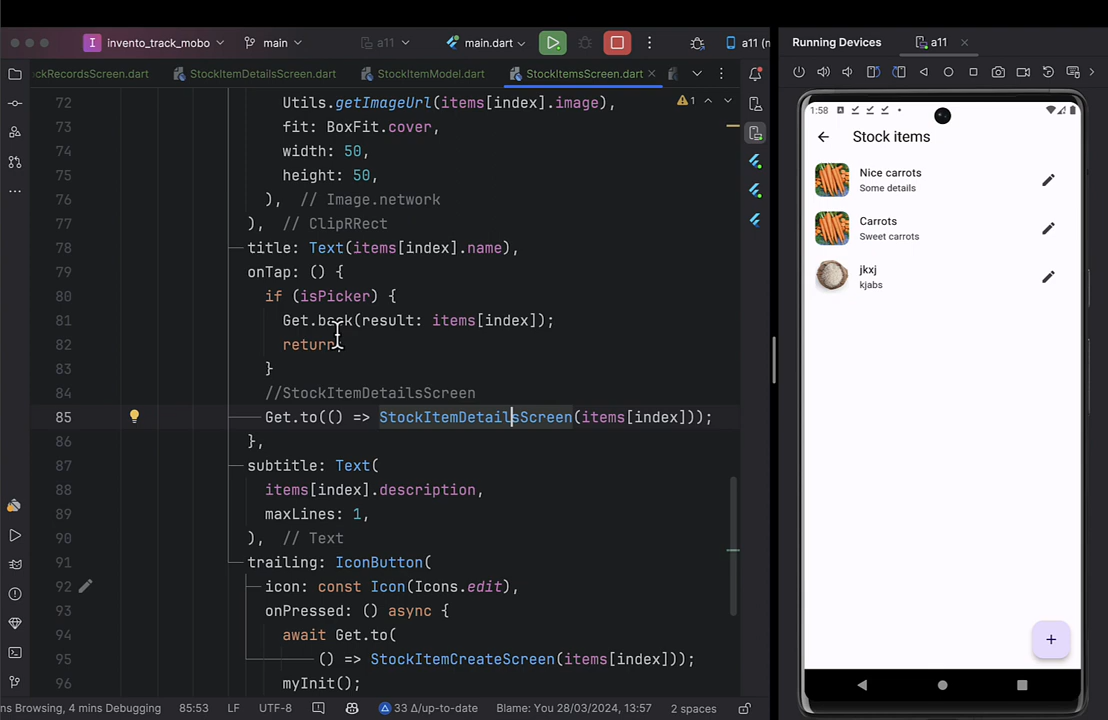 I invento_track_mobo main a11 main.dart a11 (n
Running Devices a11
ckRecordsScreen.dart StockItemDetailsScreen.dart StockItemModel.dart StockItemsScreen.dart
72 Utils.getImageUrl(items[index].image), 1
73 fit: BoxFit.cover,
74 width: 50,
75 height: 50,
76 ), // Image.network
77 ), // ClipRRect
78 title: Text(items[index].name),
79 onTap: () {
80 if (isPicker) {
81 Get.back(result: items[index]);
82 return;
83 }
84 //StockItemDetailsScreen
85 Get.to(() => StockItemDetailsScreen(items[index]));
86 },
87 subtitle: Text(
88 items[index].description,
89 maxLines: 1,
90 ), // Text
91 trailing: IconButton(
92 icon: const Icon(Icons.edit),
93 onPressed: () async {
94 await Get.to(
95 () => StockItemCreateScreen(items[index]));
96 myInit();
ns Browsing, 4 mins Debugging 85:53 LF UTF-8 33 Δ/up-to-date Blame: You 28/03/2024, 13:57 2 spaces
1:58
Stock items
Nice carrots
Some details
Carrots
Sweet carrots
jkxj
kjabs
+